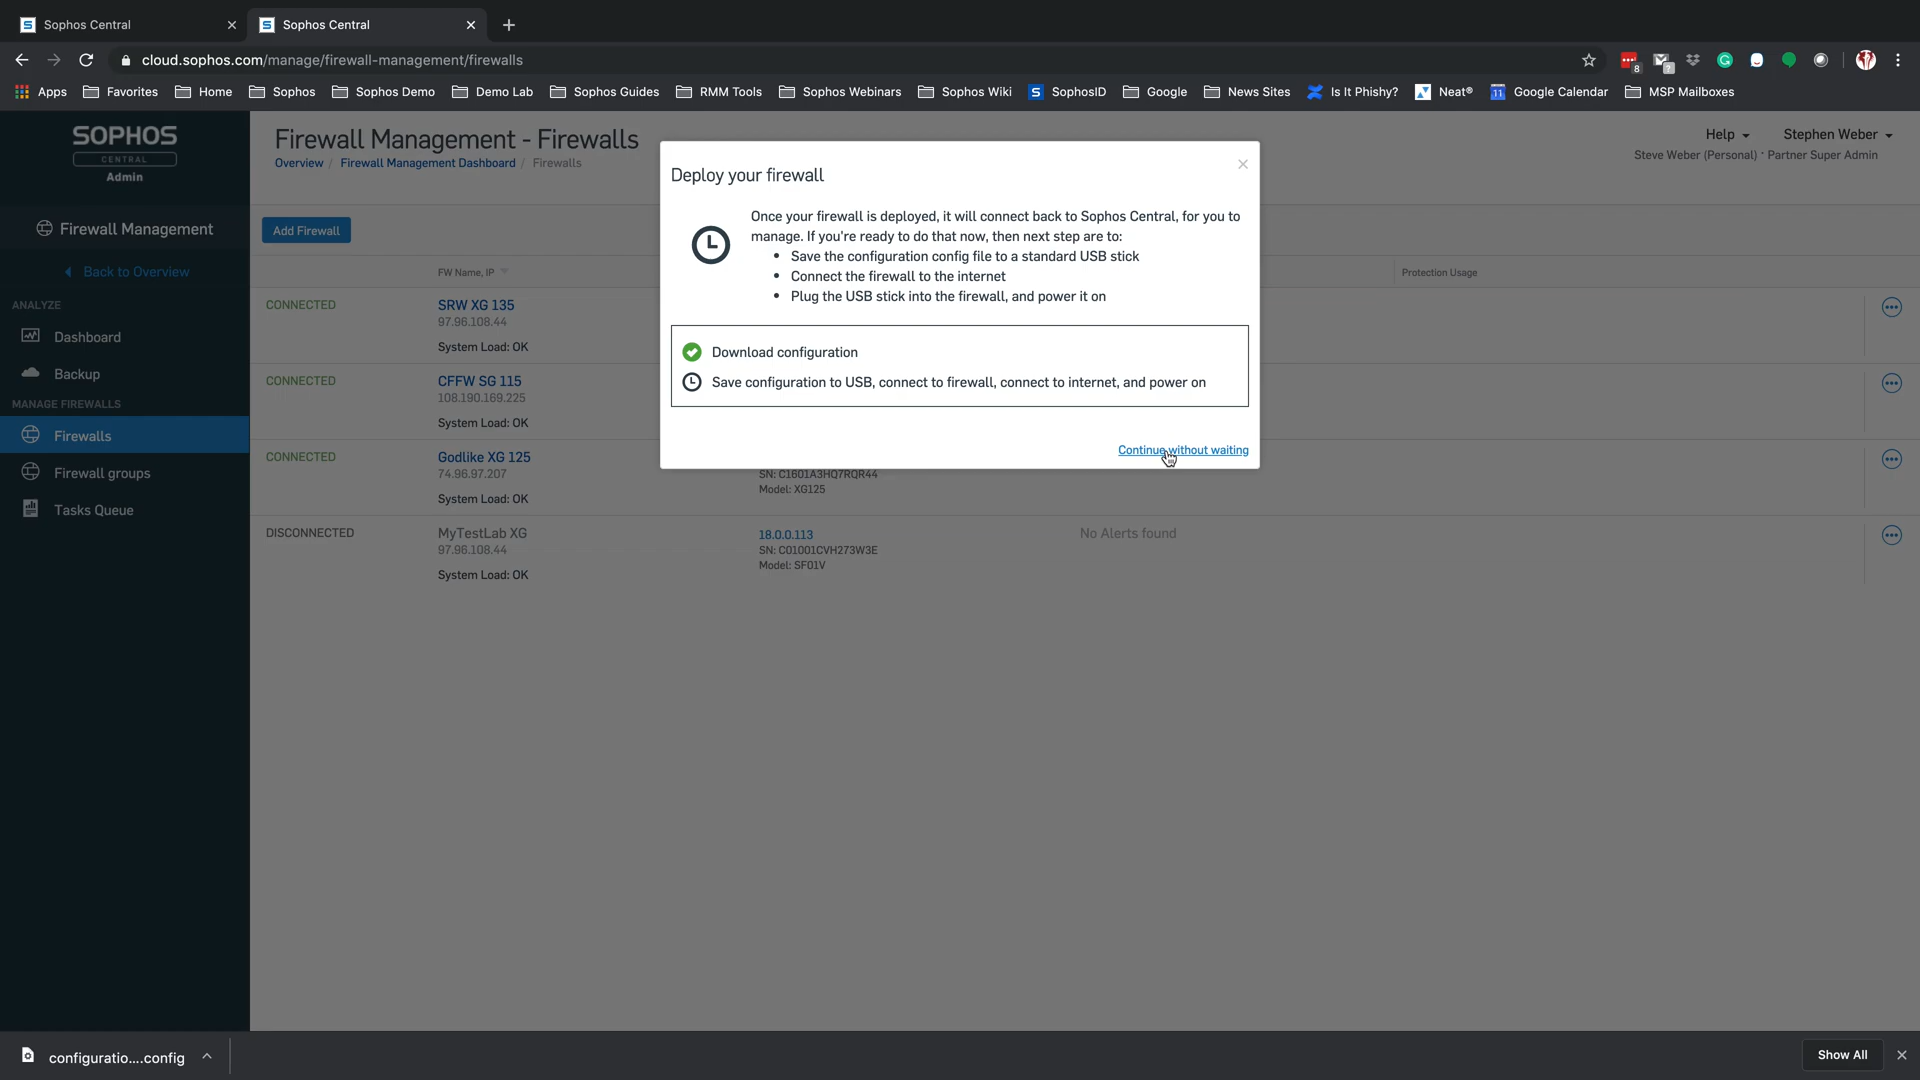 Sophos Central
Sophos Central
cloud.sophos.com/manage/firewall-management/firewalls
8
?
Apps
Favorites
Home
Sophos
Sophos Demo
Demo Lab
Sophos Guides
RMM Tools
Sophos Webinars
Sophos Wiki
SophosID
Google
News Sites
Is It Phishy?
Neat®
Google Calendar
MSP Mailboxes
SOPHOS
CENTRAL
Admin
Firewall Management
Back to Overview
ANALYZE
Dashboard
Backup
MANAGE FIREWALLS
Firewalls
Firewall groups
Tasks Queue
Firewall Management - Firewalls
Overview / Firewall Management Dashboard / Firewalls
Help
Stephen Weber
Steve Weber (Personal) · Partner Super Admin
Add Firewall
FW Name, IP
Protection Usage
CONNECTED
SRW XG 135
97.96.108.44
System Load: OK
CONNECTED
CFFW SG 115
108.190.169.225
System Load: OK
CONNECTED
Godlike XG 125
74.96.97.207
System Load: OK
SN: C1601A3HQ7RQR44
Model: XG125
DISCONNECTED
MyTestLab XG
97.96.108.44
System Load: OK
18.0.0.113
SN: C01001CVH273W3E
Model: SF01V
No Alerts found
Deploy your firewall
Once your firewall is deployed, it will connect back to Sophos Central, for you to
manage. If you're ready to do that now, then next step are to:
• Save the configuration config file to a standard USB stick
• Connect the firewall to the internet
• Plug the USB stick into the firewall, and power it on
Download configuration
Save configuration to USB, connect to firewall, connect to internet, and power on
Continue without waiting
configuratio....config
Show All